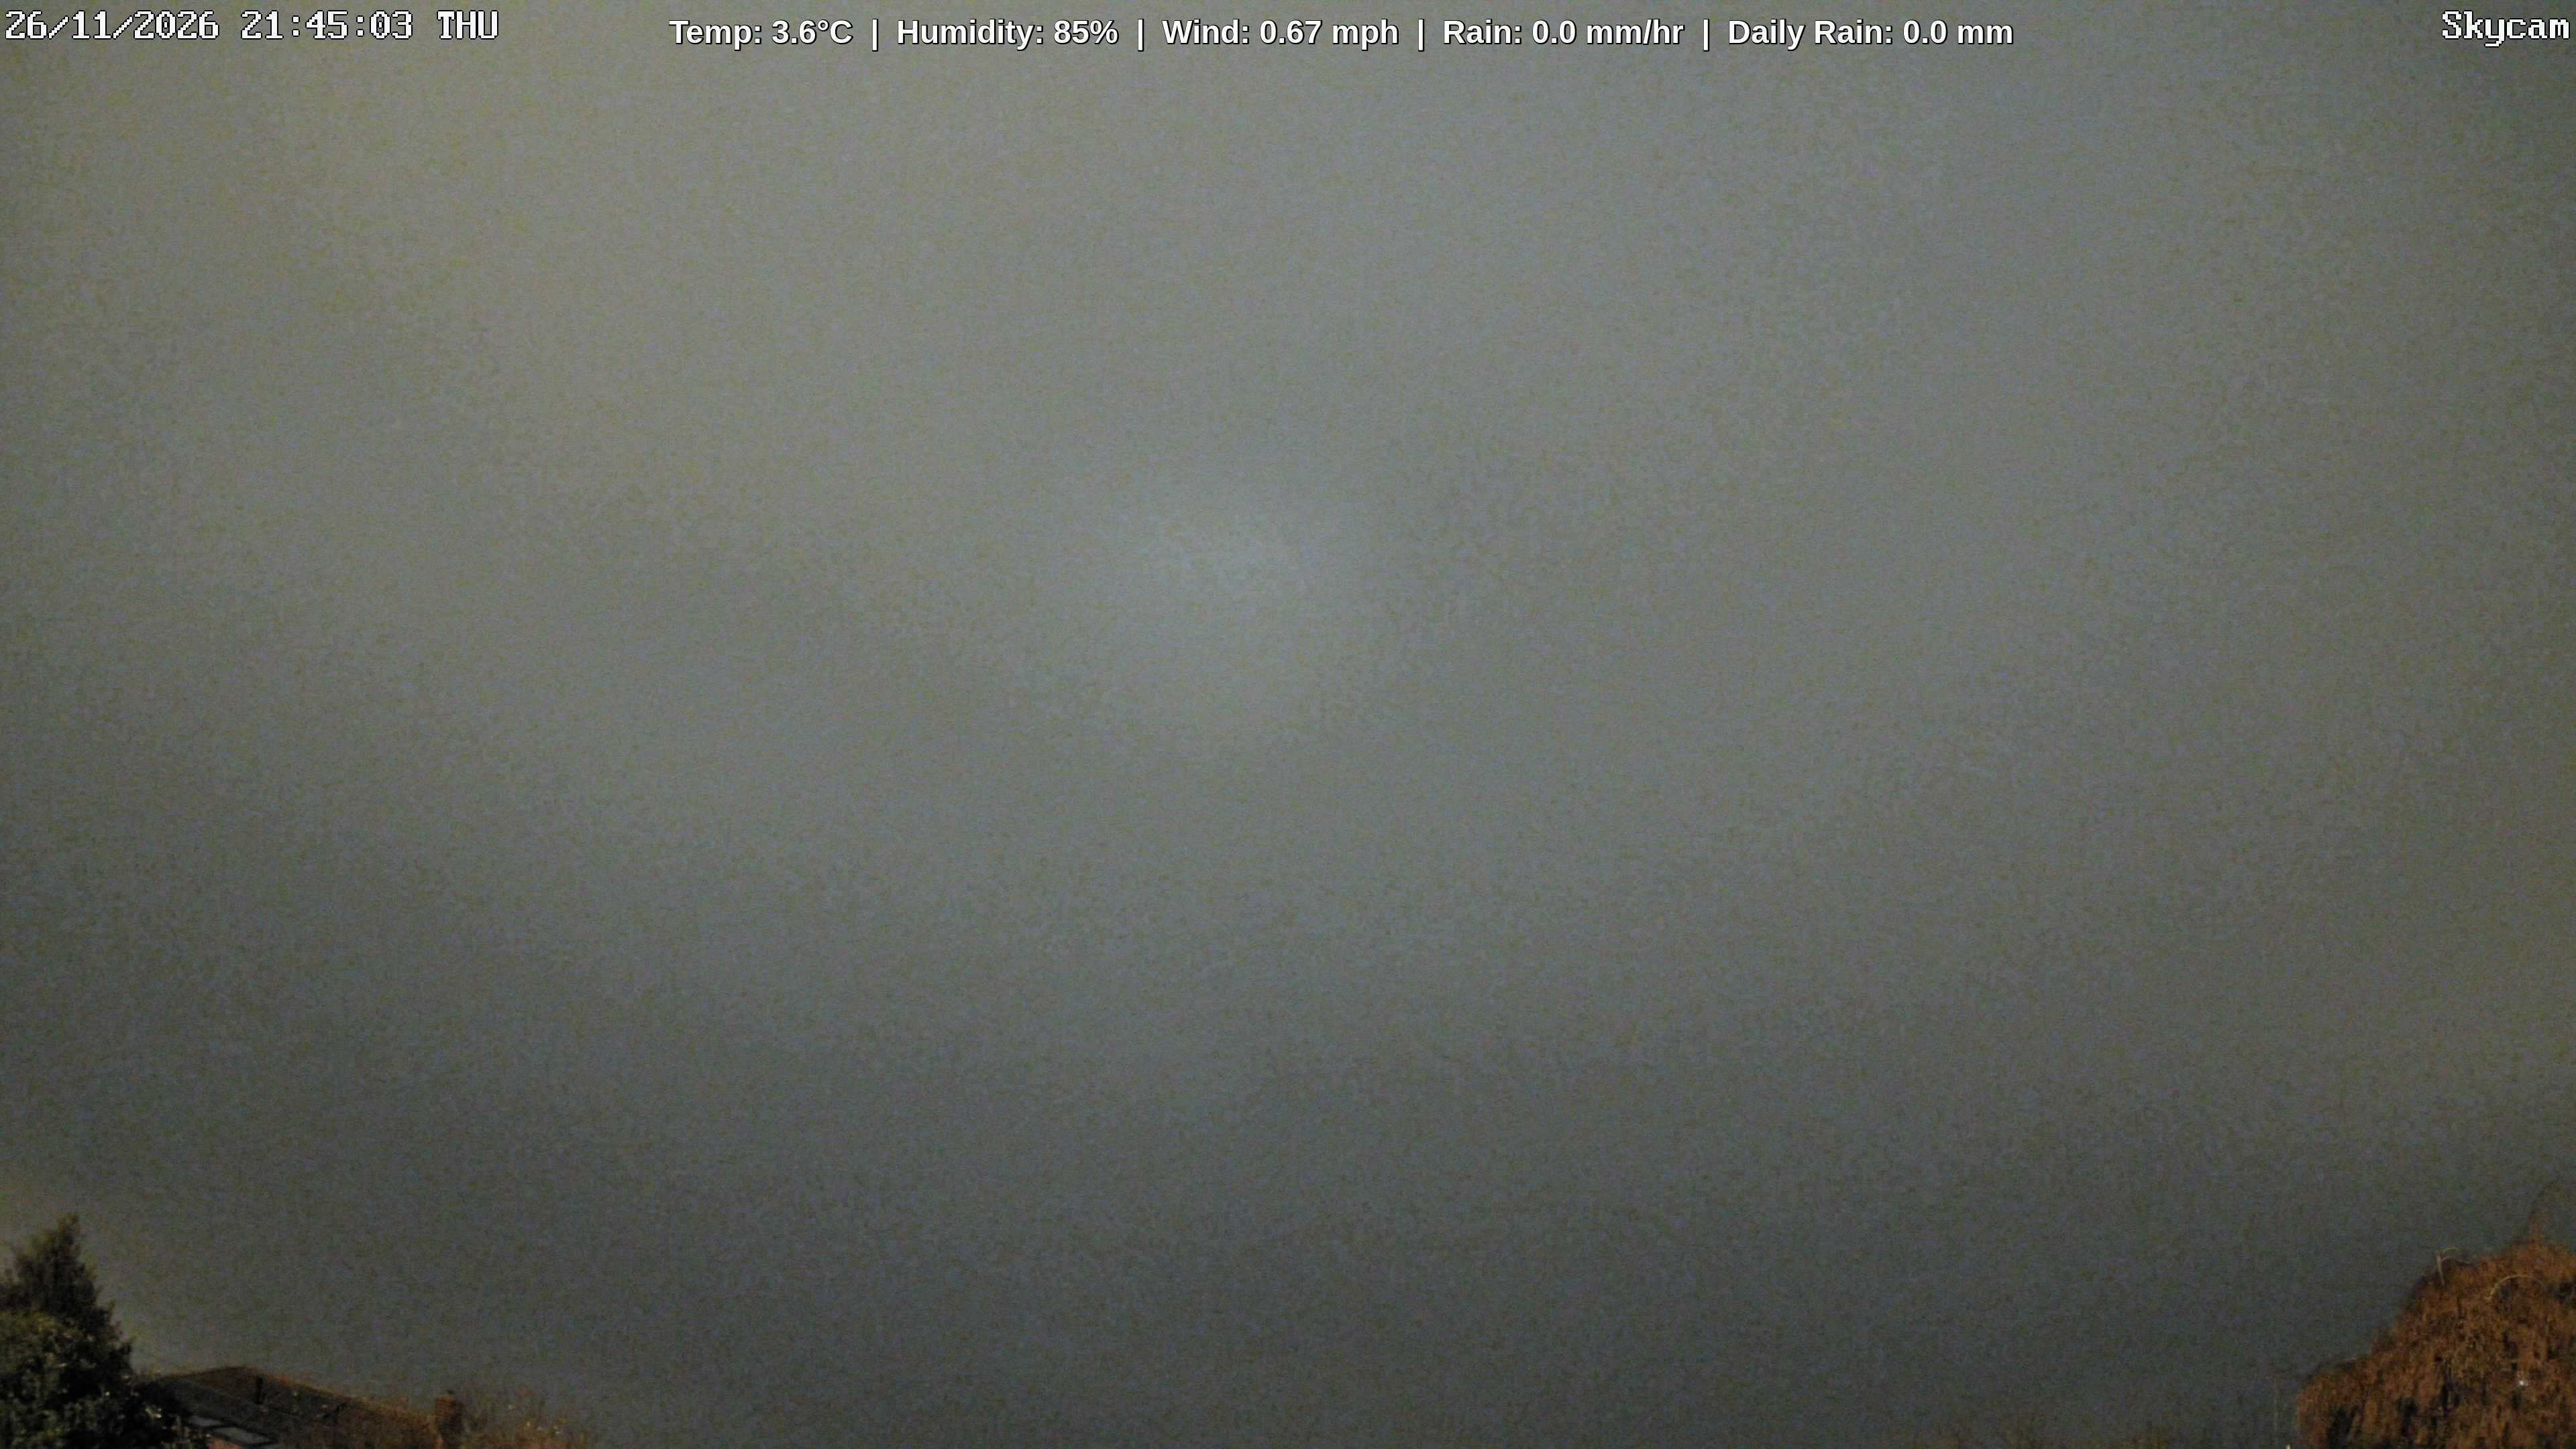 26/11/2026 21:45:03 THU
Temp: 3.6°C | Humidity: 85% | Wind: 0.67 mph | Rain: 0.0 mm/hr | Daily Rain: 0.0 mm
Skycam